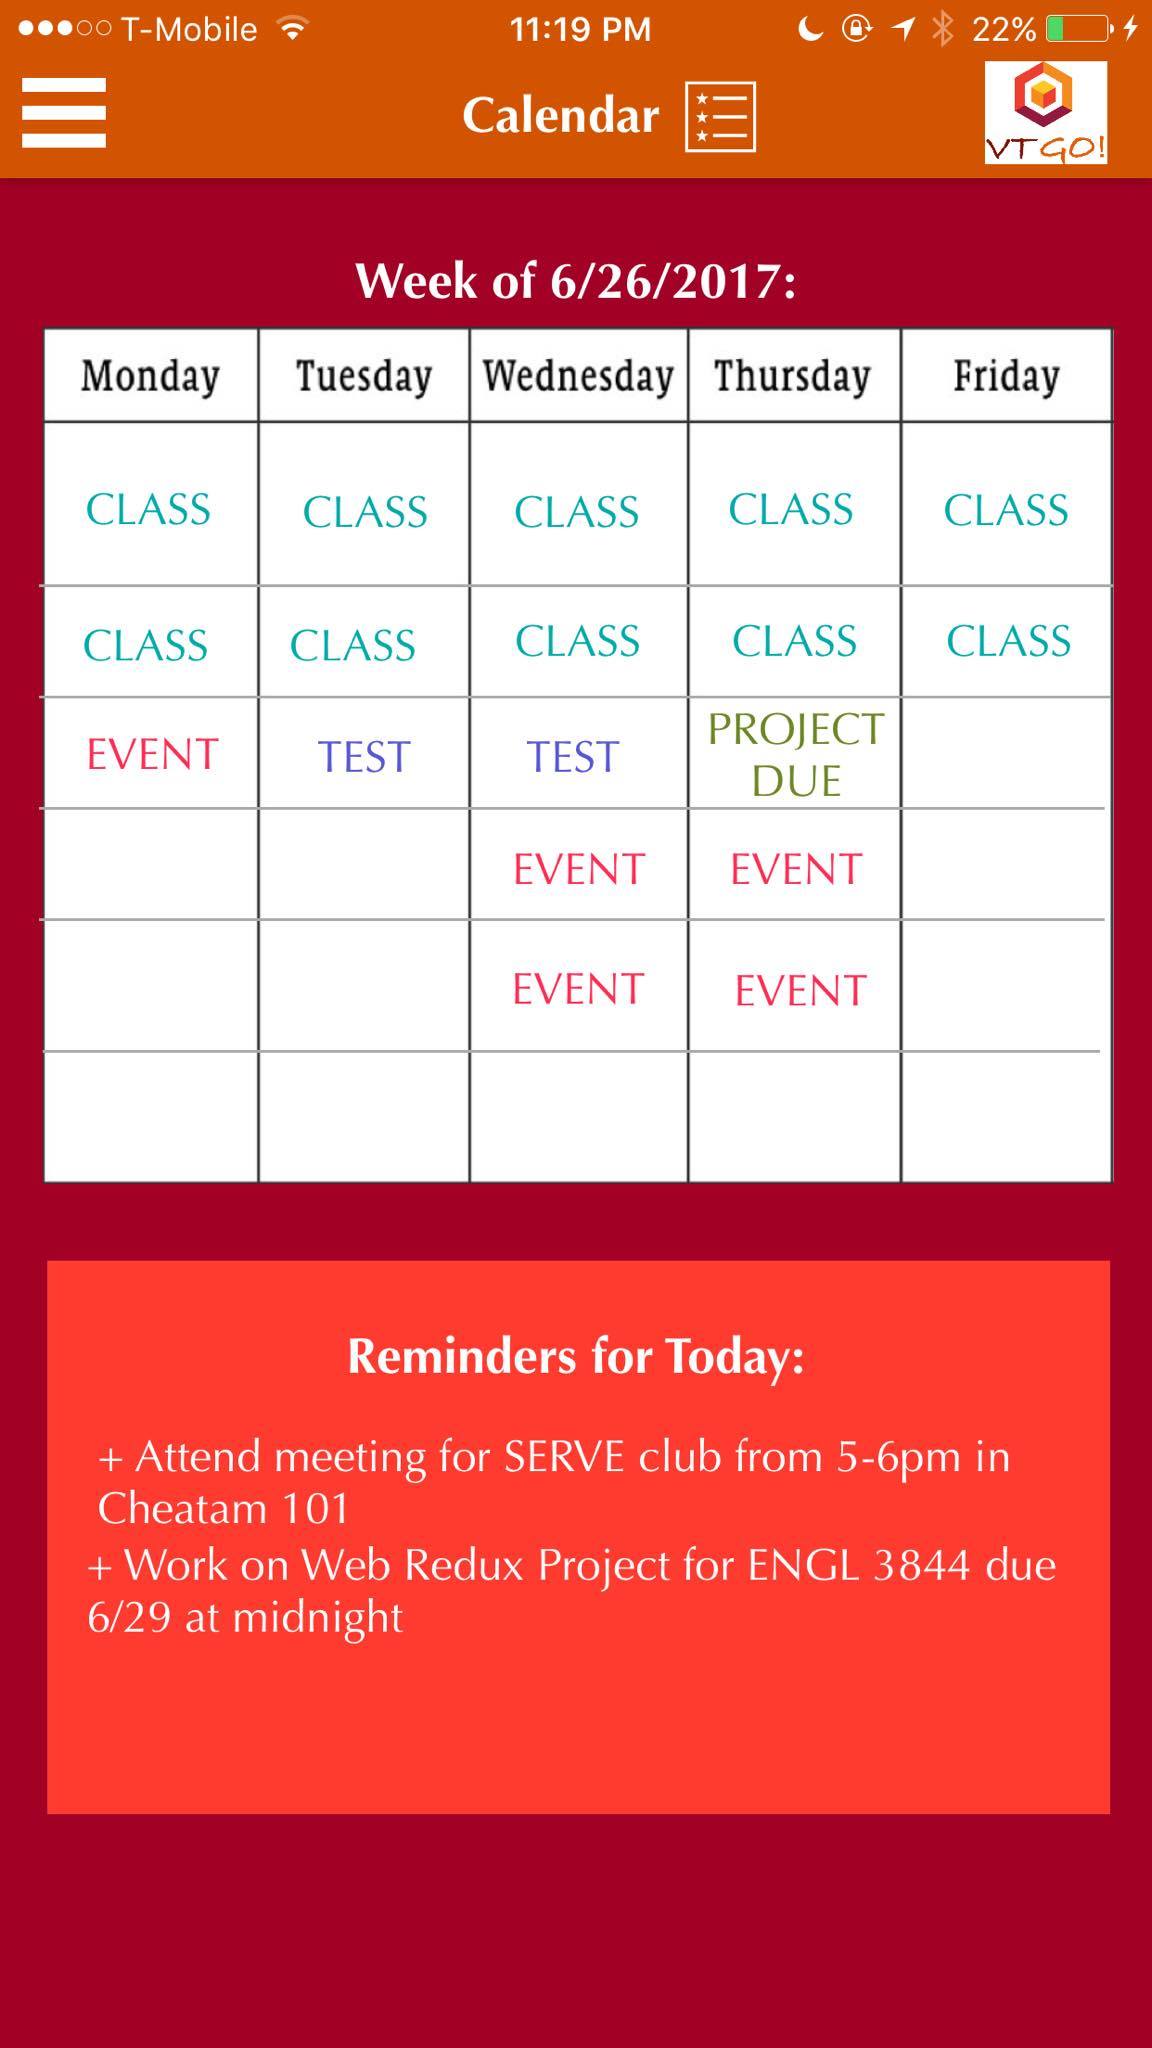 T-Mobile 11:19 PM 22%
Calendar
VTGO!
Week of 6/26/2017:
Monday Tuesday Wednesday Thursday Friday
CLASS CLASS CLASS CLASS CLASS
CLASS CLASS CLASS CLASS CLASS
EVENT TEST TEST PROJECT
DUE
EVENT EVENT
EVENT EVENT
Reminders for Today:
+ Attend meeting for SERVE club from 5-6pm in
Cheatam 101
+ Work on Web Redux Project for ENGL 3844 due
6/29 at midnight